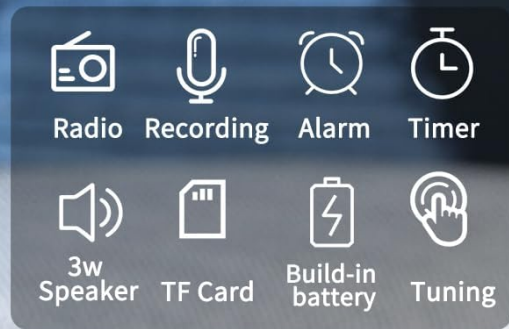 Radio
Recording
Alarm
Timer
3w
Speaker
TF Card
Build-in
battery
Tuning